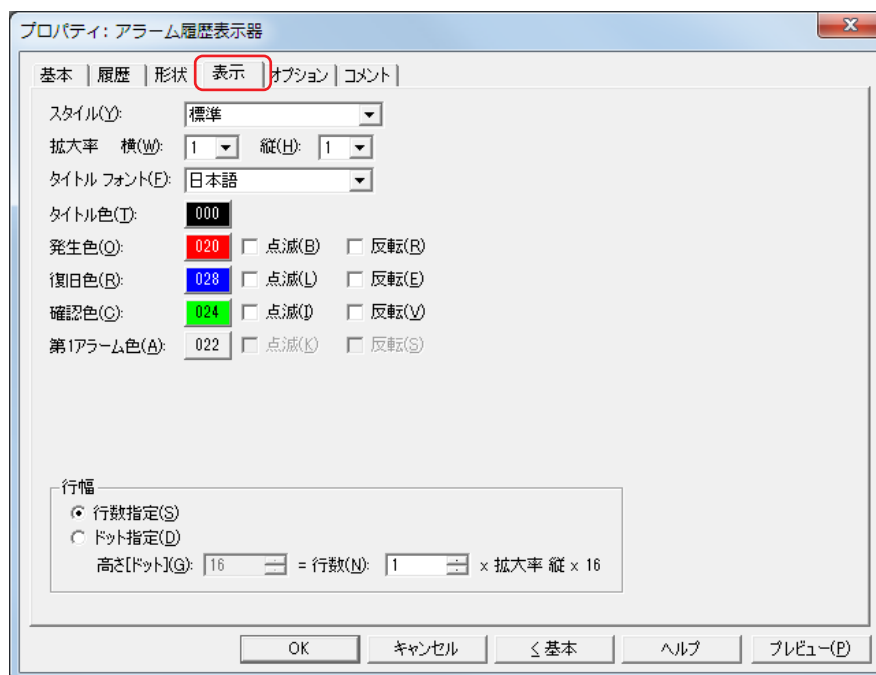 プロパティ: アラーム履歴表示器
基本 履歴 形状 表示 オプション コメント
スタイル(Y): 標準
拡大率 横(W): 1 縦(H): 1
タイトル フォント(F): 日本語
タイトル色(T): 000
発生色(O): 020 点滅(B) 反転(R)
復旧色(R): 028 点滅(L) 反転(E)
確認色(C): 024 点滅(I) 反転(V)
第1アラーム色(A): 022 点滅(K) 反転(S)
行幅
行数指定(S)
ドット指定(D)
高さ[ドット](G): 16 = 行数(N): 1 x 拡大率 縦 x 16
OK キャンセル < 基本 ヘルプ プレビュー(P)